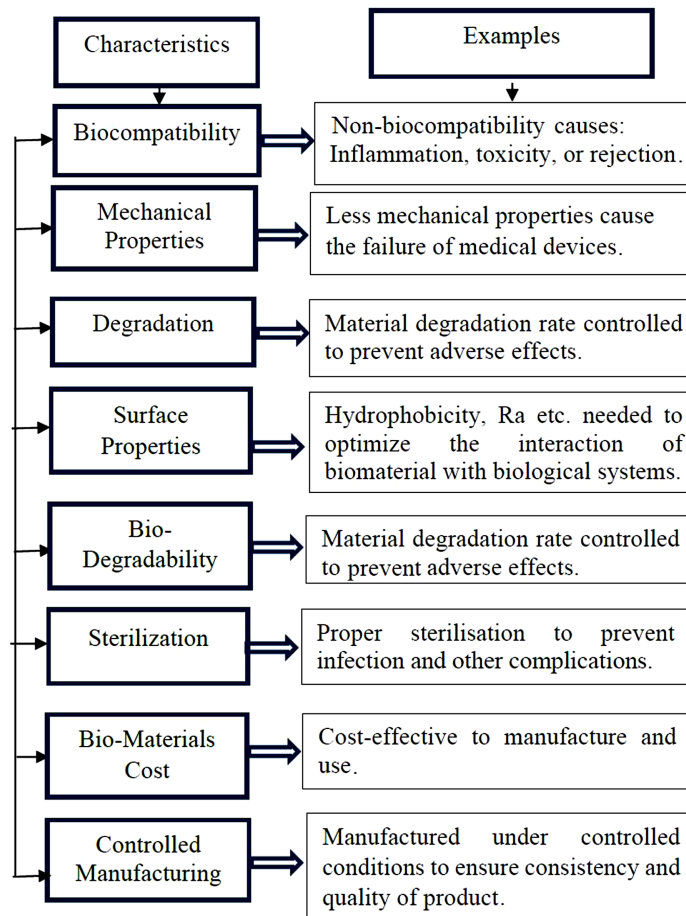 Characteristics
Examples
Biocompatibility
Non-biocompatibility causes:
Inflammation, toxicity, or rejection.
Mechanical
Properties
Less mechanical properties cause
the failure of medical devices.
Degradation
Material degradation rate controlled
to prevent adverse effects.
Surface
Properties
Hydrophobicity, Ra etc. needed to
optimize the interaction of
biomaterial with biological systems.
Bio-
Degradability
Material degradation rate controlled
to prevent adverse effects.
Sterilization
Proper sterilisation to prevent
infection and other complications.
Bio-Materials
Cost
Cost-effective to manufacture and
use.
Controlled
Manufacturing
Manufactured under controlled
conditions to ensure consistency and
quality of product.